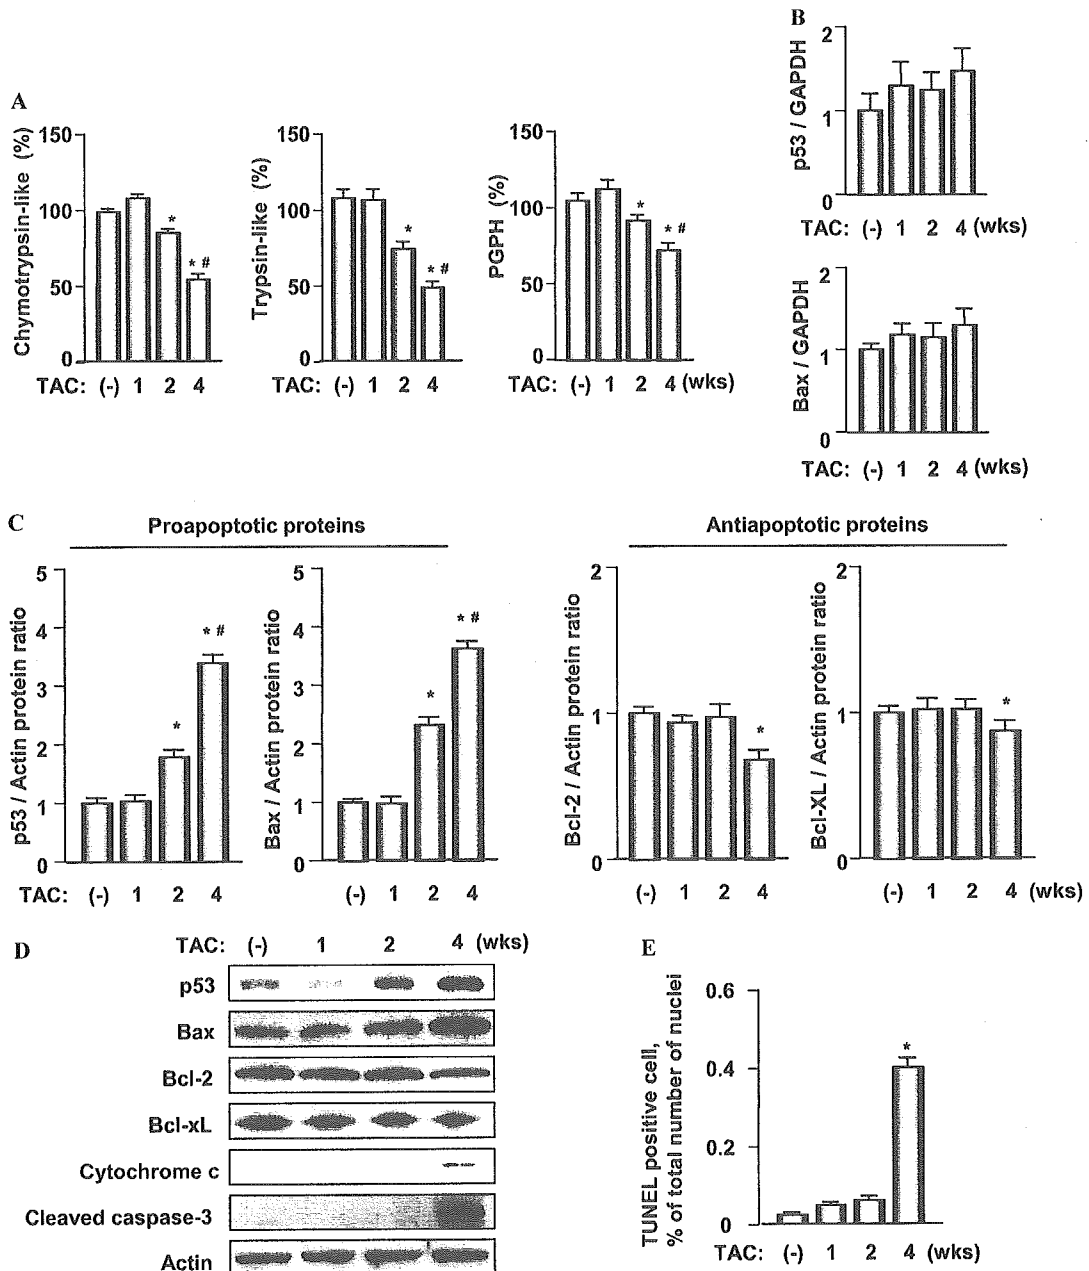 A
Chymotrypsin-like (%)
150
100
50
0
TAC: (-) 1 2 4
*
* #
Trypsin-like (%)
150
100
50
0
TAC: (-) 1 2 4
*
* #
PGPH (%)
150
100
50
0
TAC: (-) 1 2 4 (wks)
*
* #
B
p53 / GAPDH
2
1
0
TAC: (-) 1 2 4 (wks)
Bax / GAPDH
2
1
0
TAC: (-) 1 2 4 (wks)
C
Proapoptotic proteins
p53 / Actin protein ratio
5
4
3
2
1
0
TAC: (-) 1 2 4
*
* #
Bax / Actin protein ratio
5
4
3
2
1
0
(-) 1 2 4
*
* #
Antiapoptotic proteins
Bcl-2 / Actin protein ratio
2
1
0
(-) 1 2 4
*
Bcl-XL / Actin protein ratio
2
1
0
(-) 1 2 4 (wks)
*
D
TAC: (-) 1 2 4 (wks)
p53
Bax
Bcl-2
Bcl-xL
Cytochrome c
Cleaved caspase-3
Actin
E
TUNEL positive cell,
% of total number of nuclei
0.6
0.4
0.2
0
*
TAC: (-) 1 2 4 (wks)